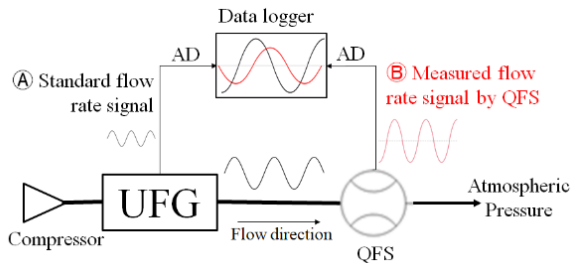 Data logger
AD
AD
Ⓐ Standard flow
rate signal
Ⓑ Measured flow
rate signal by QFS
UFG
Compressor
Flow direction
QFS
Atmospheric
Pressure